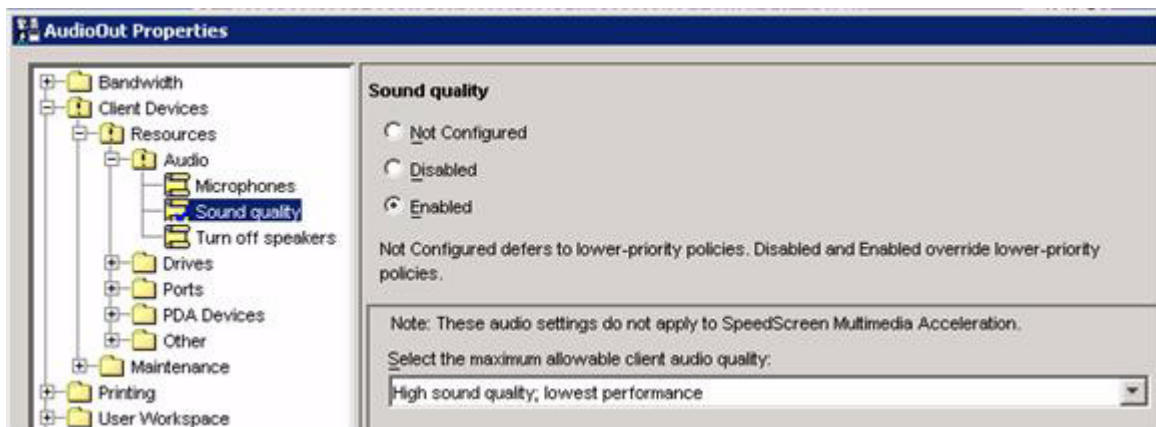 AudioOut Properties
Bandwidth
Client Devices
Resources
Audio
Microphones
Sound quality
Turn off speakers
Drives
Ports
PDA Devices
Other
Maintenance
Printing
User Workspace
Sound quality
Not Configured
Disabled
Enabled
Not Configured defers to lower-priority policies. Disabled and Enabled override lower-priority
policies.
Note: These audio settings do not apply to SpeedScreen Multimedia Acceleration.
Select the maximum allowable client audio quality:
High sound quality; lowest performance